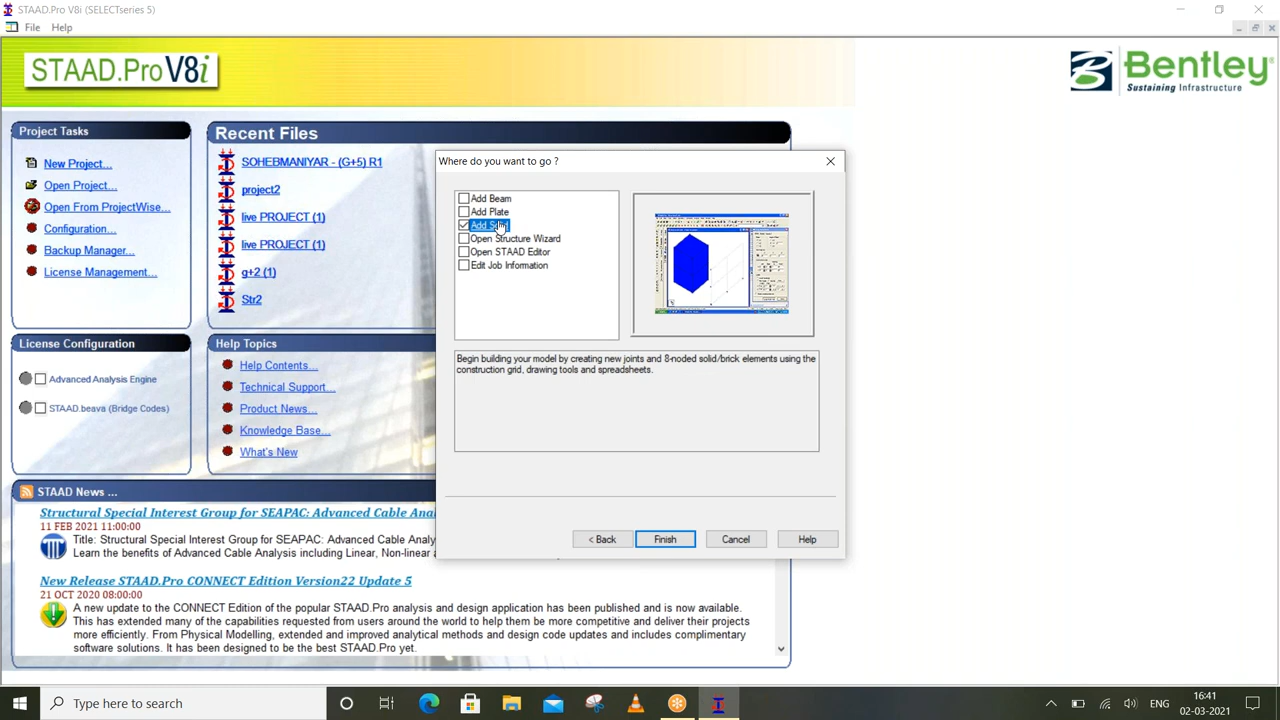 STAAD.Pro V8i (SELECTseries 5)
File Help
STAAD.Pro V8i
Bentley®
Sustaining Infrastructure
Project Tasks
New Project...
Open Project...
Open From ProjectWise...
Configuration...
Backup Manager...
License Management...
Recent Files
SOHEBMANIYAR - (G+5) R1
project2
live PROJECT (1)
live PROJECT (1)
g+2 (1)
Str2
License Configuration
Advanced Analysis Engine
STAAD.beava (Bridge Codes)
Help Topics
Help Contents...
Technical Support...
Product News...
Knowledge Base...
What's New
Where do you want to go ?
Add Beam
Add Plate
Add
Open Structure Wizard
Open STAAD Editor
Edit Job Information
Begin building your model by creating new joints and 8-noded solid/brick elements using the
construction grid, drawing tools and spreadsheets.
< Back Finish Cancel Help
STAAD News ...
Structural Special Interest Group for SEAPAC: Advanced Cable
11 FEB 2021 11:00:00
Title: Structural Special Interest Group for SEAPAC: Advanced Cable
Learn the benefits of Advanced Cable Analysis including Linear, Non-linear
New Release STAAD.Pro CONNECT Edition Version22 Update 5
21 OCT 2020 08:00:00
A new update to the CONNECT Edition of the popular STAAD.Pro analysis and design application has been published and is now available.
This has extended many of the capabilities requested from users around the world to help them be more competitive and deliver their projects
more efficiently. From Physical Modelling, extended and improved analytical methods and design code updates and includes complimentary
software solutions. It has been designed to be the best STAAD.Pro yet.
Type here to search
ENG
16:41
02-03-2021